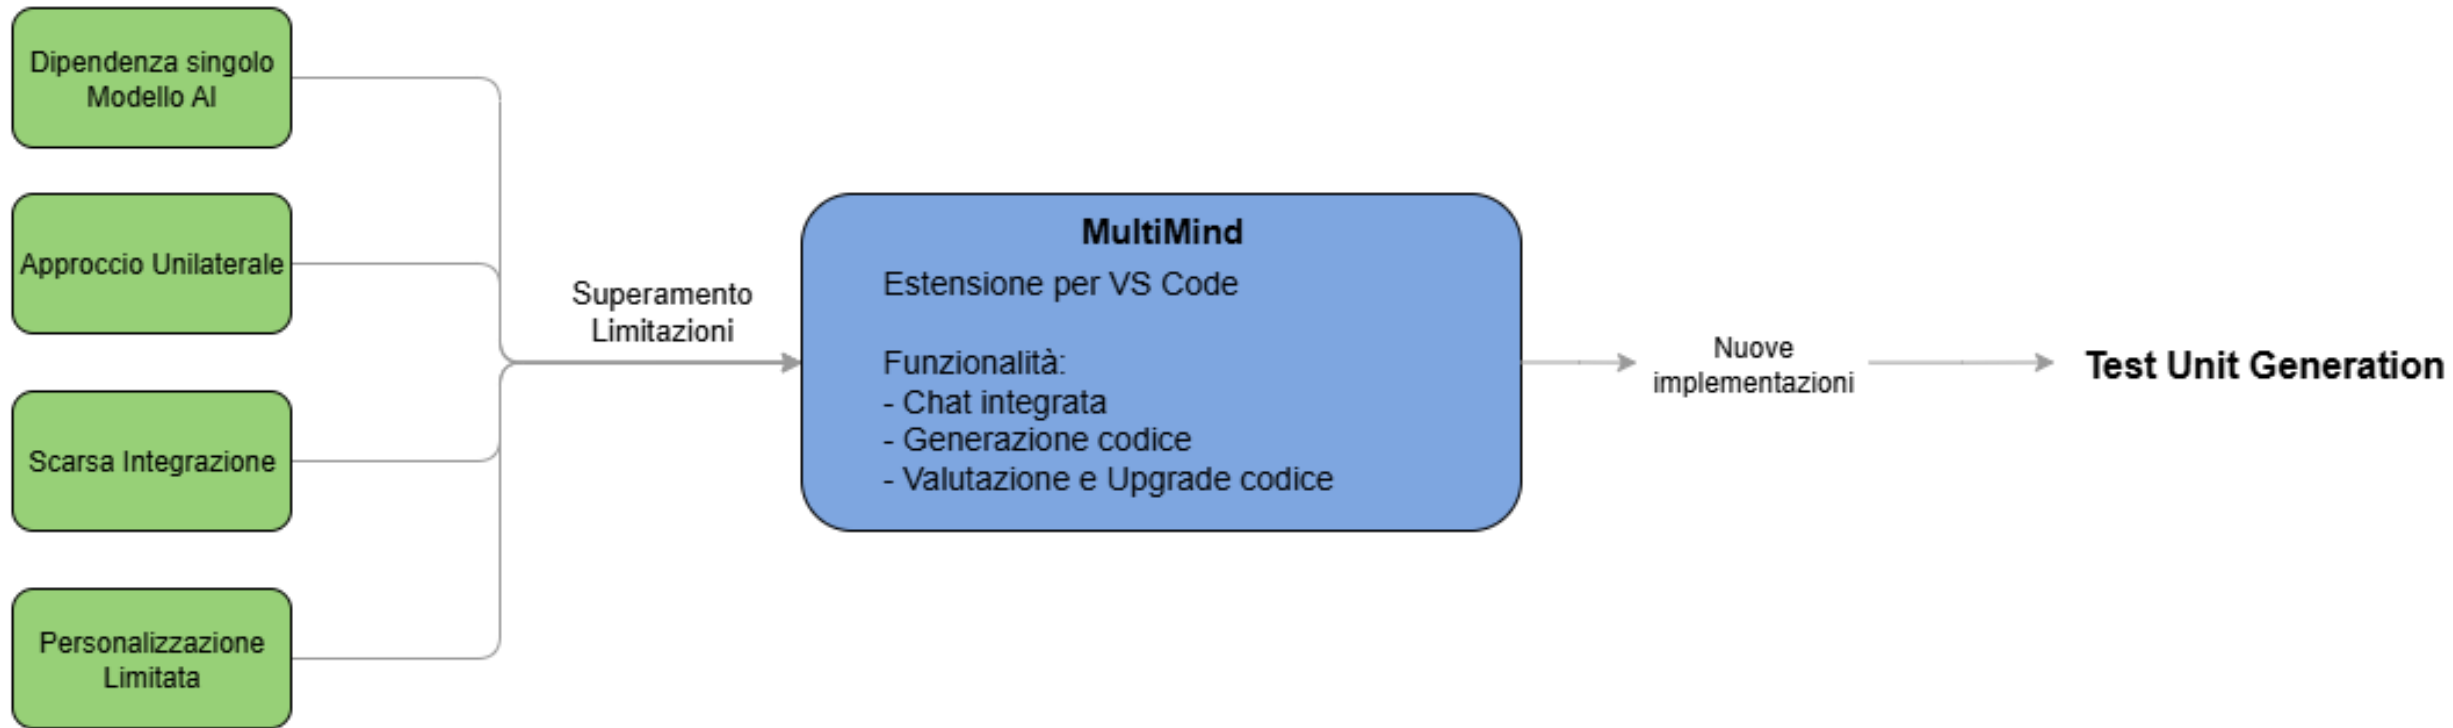 Dipendenza singolo
Modello AI
Approccio Unilaterale
Scarsa Integrazione
Personalizzazione
Limitata
Superamento
Limitazioni
MultiMind
Estensione per VS Code
Funzionalità:
- Chat integrata
- Generazione codice
- Valutazione e Upgrade codice
Nuove
implementazioni
Test Unit Generation